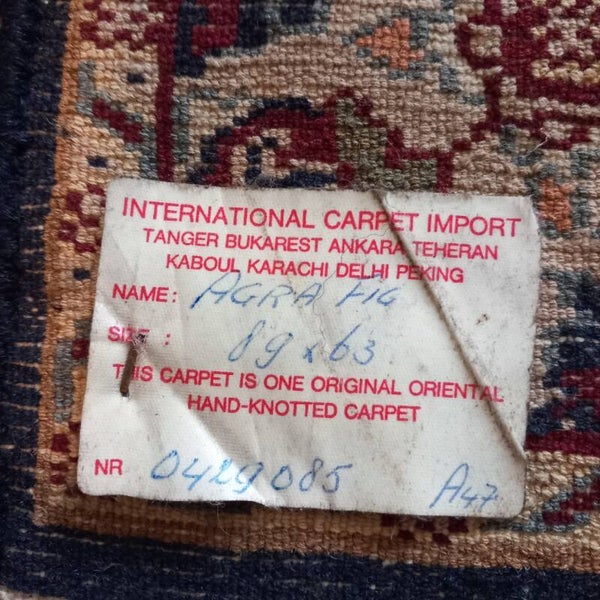 INTERNATIONAL CARPET IMPORT
TANGER BUKAREST ANKARA TEHERAN
KABOUL KARACHI DELHI PEKING
NAME: AGRA FIG
SIZE : 89 x 63
THIS CARPET IS ONE ORIGINAL ORIENTAL
HAND-KNOTTED CARPET
NR 0429085 A47